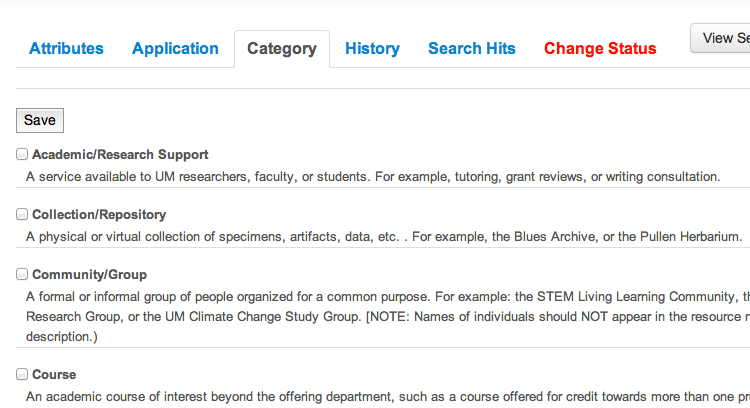 Attributes Application Category History Search Hits Change Status View Se
Save
Academic/Research Support
A service available to UM researchers, faculty, or students. For example, tutoring, grant reviews, or writing consultation.
Collection/Repository
A physical or virtual collection of specimens, artifacts, data, etc. . For example, the Blues Archive, or the Pullen Herbarium.
Community/Group
A formal or informal group of people organized for a common purpose. For example: the STEM Living Learning Community, th
Research Group, or the UM Climate Change Study Group. [NOTE: Names of individuals should NOT appear in the resource n
description.)
Course
An academic course of interest beyond the offering department, such as a course offered for credit towards more than one pr